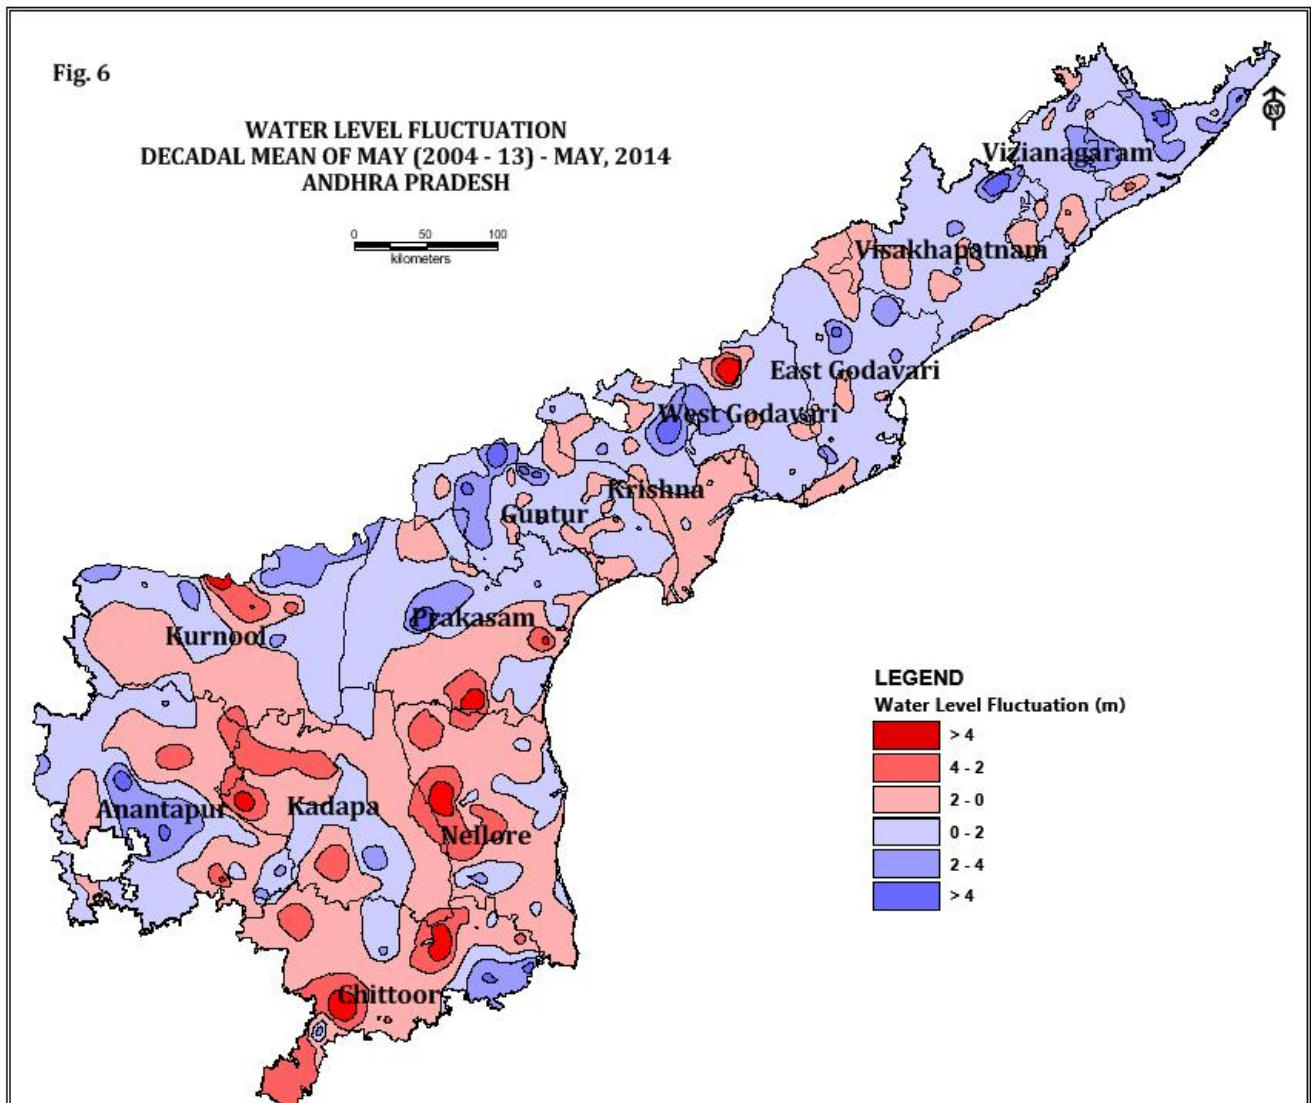 Fig. 6
WATER LEVEL FLUCTUATION
DECADAL MEAN OF MAY (2004 - 13) - MAY, 2014
ANDHRA PRADESH
0 50 100
kilometers
N
Vizianagaram
Visakhapatnam
East Godavari
West Godavari
Krishna
Guntur
Prakasam
Kurnool
Anantapur
Kadapa
Nellore
Chittoor
LEGEND
Water Level Fluctuation (m)
> 4
4 - 2
2 - 0
0 - 2
2 - 4
> 4